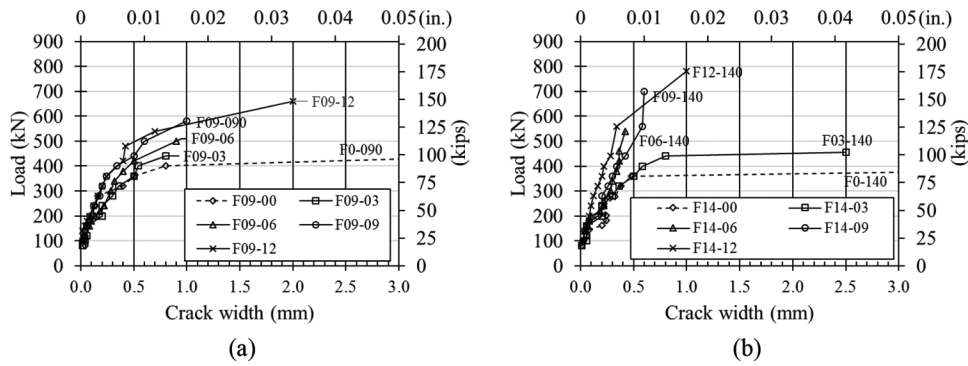 0 0.01 0.02 0.03 0.04 0.05 (in.)
900
800
700
600
500
400
300
200
100
0
Load (kN)
200
175
150
125
100
75
50
25
0
(kips)
F09-12
F09-090
F09-06
F09-03
F0-090
F09-00 F09-03
F09-06 F09-09
F09-12
0 0.5 1.0 1.5 2.0 2.5 3.0
Crack width (mm)
(a)
0 0.01 0.02 0.03 0.04 0.05 (in.)
900
800
700
600
500
400
300
200
100
0
Load (kN)
200
175
150
125
100
75
50
25
0
(kips)
F12-140
F09-140
F06-140 F03-140
F0-140
F14-00 F14-03
F14-06 F14-09
F14-12
0 0.5 1.0 1.5 2.0 2.5 3.0
Crack width (mm)
(b)